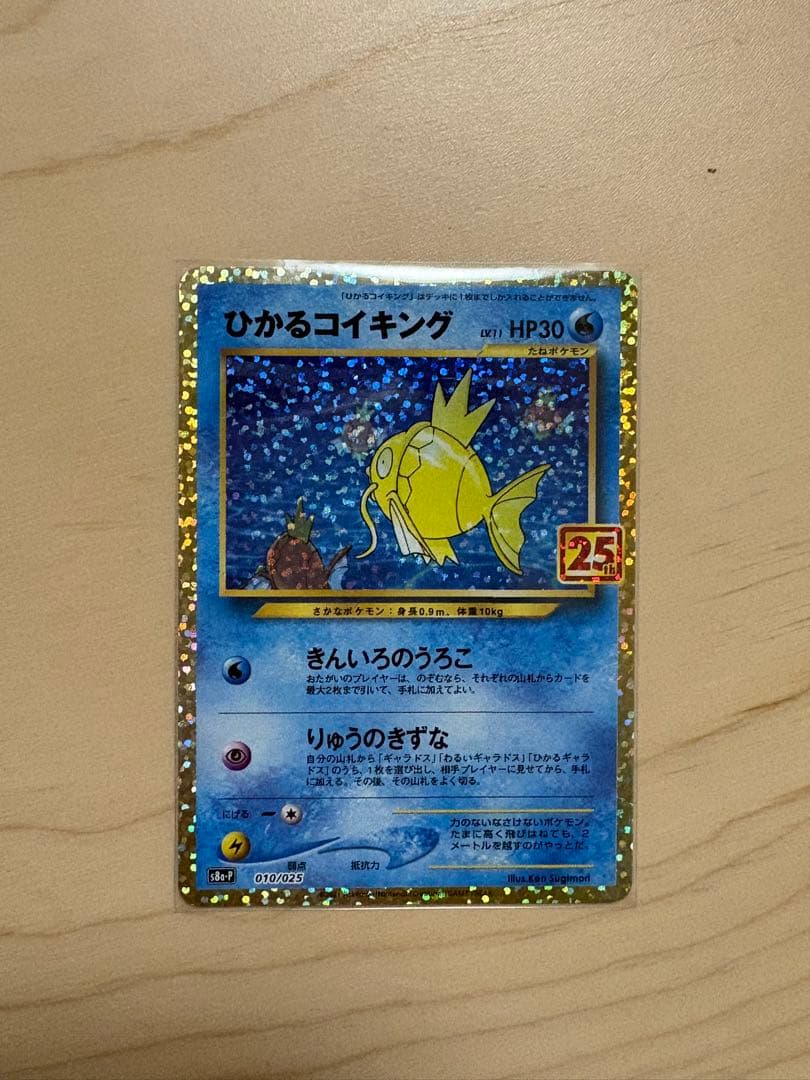 「ひかるコイキング」はデッキに1枚までしか入れることができません。
ひかるコイキング LV.11 HP30
たねポケモン
25th
さかなポケモン：身長0.9m、体重10kg
きんいろのうろこ
おたがいのプレイヤーは、のぞむなら、それぞれの山札からカードを
最大2枚まで引いて、手札に加えてよい。
りゅうのきずな
自分の山札から「ギャラドス」「わるいギャラドス」「ひかるギャラ
ドス」のうち、1枚を選び出し、相手プレイヤーに見せてから、手札
に加える。その後、その山札をよく切る。
にげる
力のないなさけないポケモン。
たまに高く飛びはねても、2
メートルを越すのがやっとだ。
弱点 抵抗力
s8a-P 010/025 Illus.Ken Sugimori